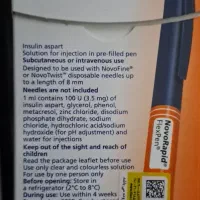 Insulin aspart
Solution for injection in pre-filled pen
Subcutaneous or intravenous use
Designed to be used with NovoFine®
or NovoTwist® disposable needles up
to a length of 8 mm
Needles are not included
1 ml contains 100 U (3.5 mg) of
insulin aspart, glycerol, phenol,
metacresol, zinc chloride, disodium
phosphate dihydrate, sodium
chloride, hydrochloric acid/sodium
hydroxide (for pH adjustment) and
water for injections
Keep out of the sight and reach of
children
Read the package leaflet before use
Use only clear and colourless solution
For use by one person only
Before opening: Store in
a refrigerator (2°C to 8°C)
During use: Use within 4 weeks
NovoRapid®
FlexPen®